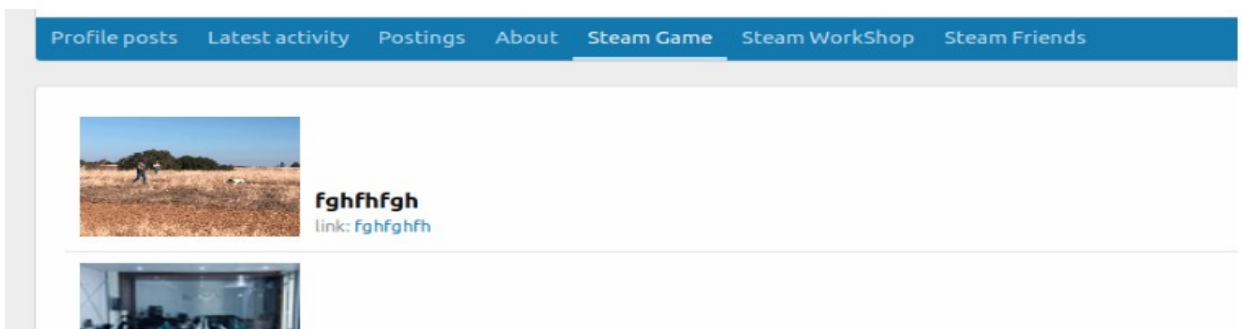 Profile posts Latest activity Postings About Steam Game Steam WorkShop Steam Friends
fghfhfgh
link: fghfghfh